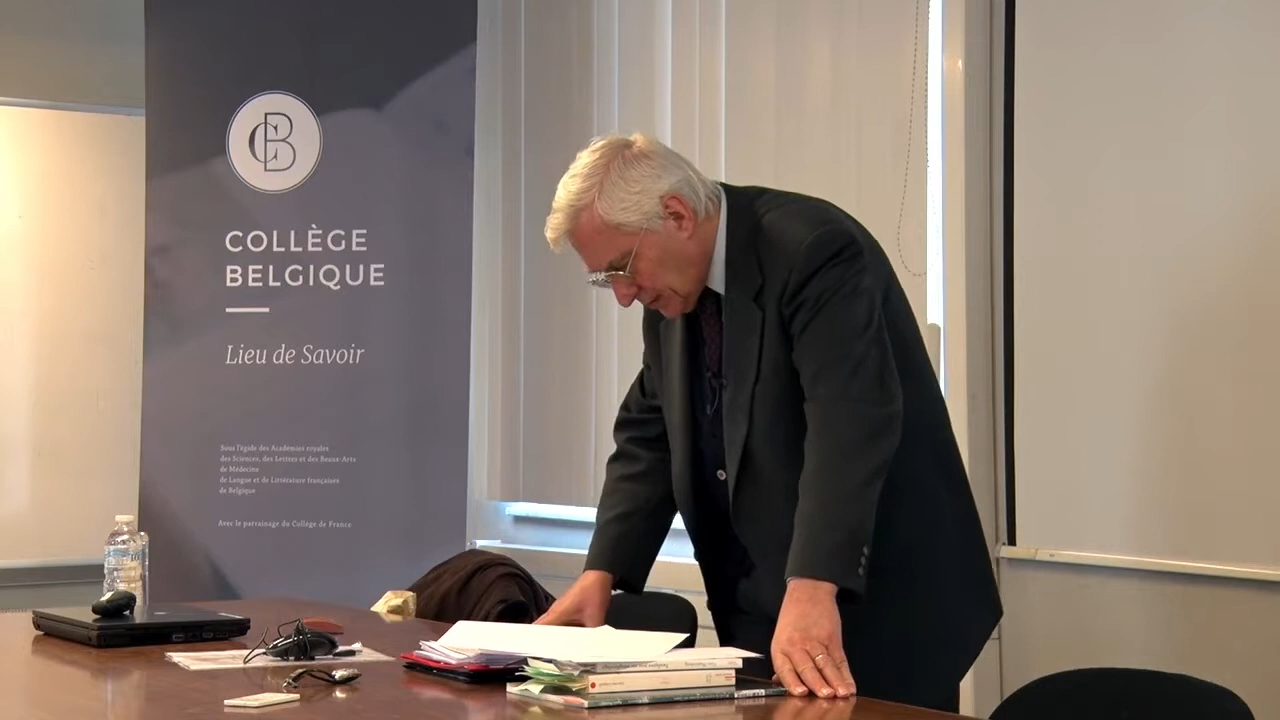 CB
COLLÈGE
BELGIQUE
Lieu de Savoir
Sous l'égide des Académies royales
des Sciences, des Lettres et des Beaux-Arts
de Médecine
de Langue et de Littérature françaises
de Belgique
Avec le parrainage du Collège de France